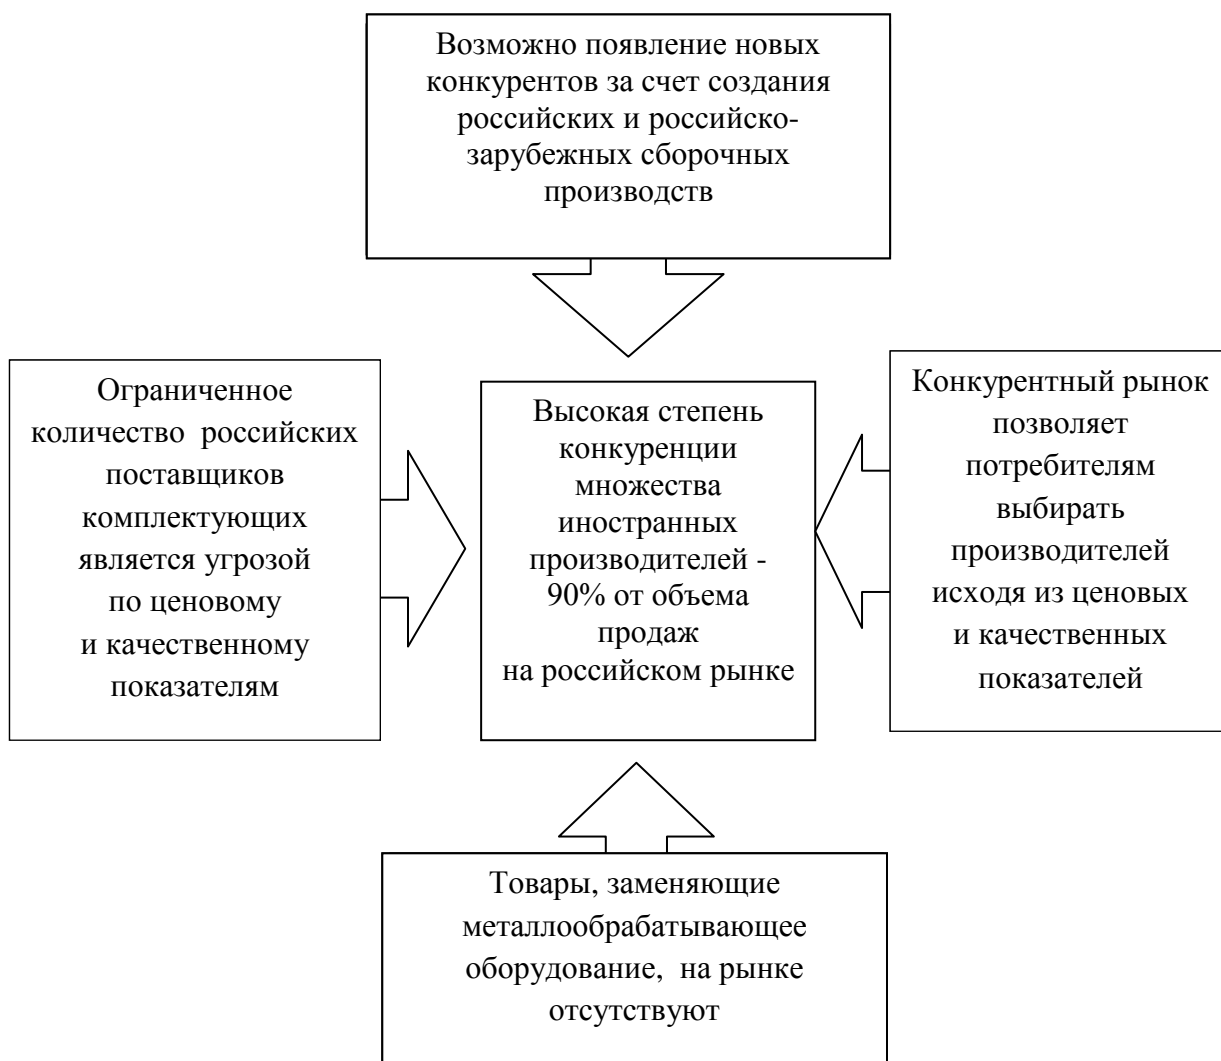 Возможно появление новых
конкурентов за счет создания
российских и российско-
зарубежных сборочных
производств
Ограниченное
количество российских
поставщиков
комплектующих
является угрозой
по ценовому
и качественному
показателям
Высокая степень
конкуренции
множества
иностранных
производителей -
90% от объема
продаж
на российском рынке
Конкурентный рынок
позволяет
потребителям
выбирать
производителей
исходя из ценовых
и качественных
показателей
Товары, заменяющие
металлообрабатывающее
оборудование, на рынке
отсутствуют